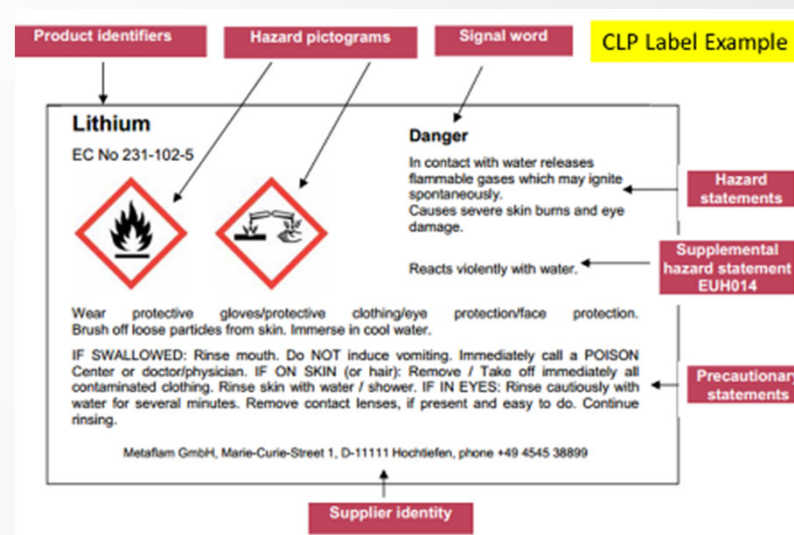 Product identifiers
Hazard pictograms
Signal word
CLP Label Example
Lithium
EC No 231-102-5
Danger
In contact with water releases
flammable gases which may ignite
spontaneously.
Causes severe skin burns and eye
damage.
Hazard
statements
Reacts violently with water.
Supplemental
hazard statement
EUH014
Wear protective gloves/protective clothing/eye protection/face protection.
Brush off loose particles from skin. Immerse in cool water.
IF SWALLOWED: Rinse mouth. Do NOT induce vomiting. Immediately call a POISON
Center or doctor/physician. IF ON SKIN (or hair): Remove / Take off immediately all
contaminated clothing. Rinse skin with water / shower. IF IN EYES: Rinse cautiously with
water for several minutes. Remove contact lenses, if present and easy to do. Continue
rinsing.
Precautionary
statements
Metaflam GmbH, Marie-Curie-Street 1, D-11111 Hochtiefen, phone +49 4545 38899
Supplier identity